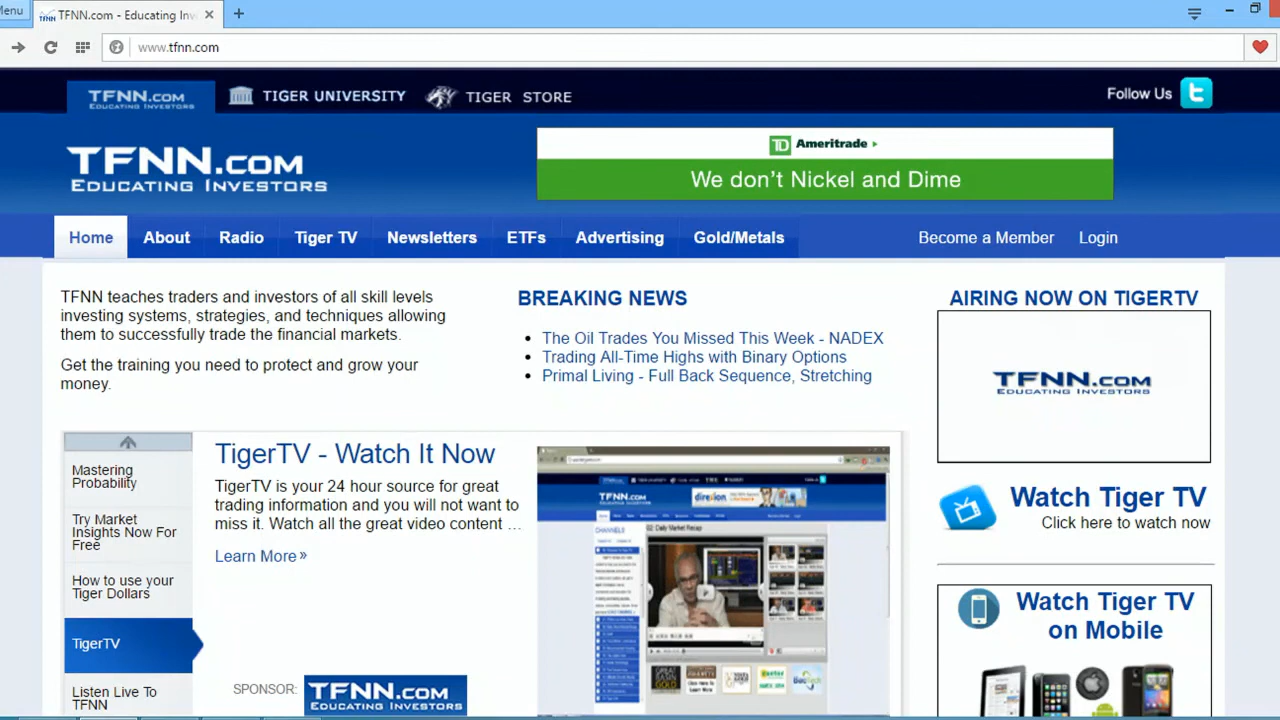 Menu
TFNN.com - Educating Inv
www.tfnn.com
TFNN.COM
EDUCATING INVESTORS
TIGER UNIVERSITY
TIGER STORE
Follow Us
TFNN.COM
EDUCATING INVESTORS
TD Ameritrade
We don't Nickel and Dime
Home
About
Radio
Tiger TV
Newsletters
ETFs
Advertising
Gold/Metals
Become a Member
Login
TFNN teaches traders and investors of all skill levels
investing systems, strategies, and techniques allowing
them to successfully trade the financial markets.
Get the training you need to protect and grow your
money.
BREAKING NEWS
The Oil Trades You Missed This Week - NADEX
Trading All-Time Highs with Binary Options
Primal Living - Full Back Sequence, Stretching
AIRING NOW ON TIGERTV
TFNN.COM
EDUCATING INVESTORS
Watch Tiger TV
Click here to watch now
Watch Tiger TV
on Mobile
Mastering
Probability
Try Market
Insights Now For
Free
How to use your
Tiger Dollars
TigerTV
Listen Live To
TFNN
TigerTV - Watch It Now
TigerTV is your 24 hour source for great
trading information and you will not want to
miss it. Watch all the great video content ...
Learn More »
SPONSOR:
TFNN.COM
EDUCATING INVESTORS
TFNN.COM
direxion
CHANNELS
02: Daily Market Recap